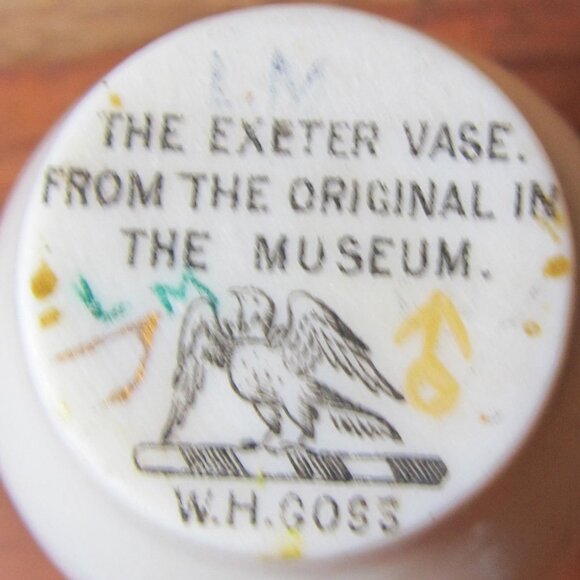 L.M
THE EXETER VASE.
FROM THE ORIGINAL IN
THE MUSEUM.
L M
W.H.GOSS